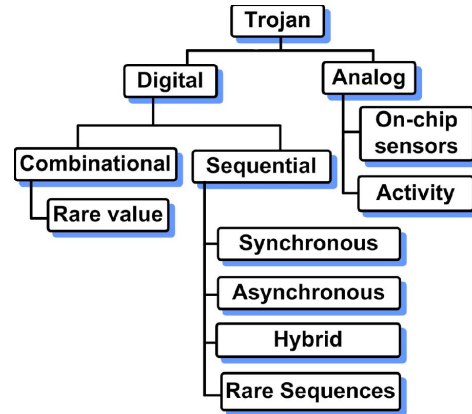 Trojan
Digital
Analog
On-chip
sensors
Activity
Combinational
Rare value
Sequential
Synchronous
Asynchronous
Hybrid
Rare Sequences